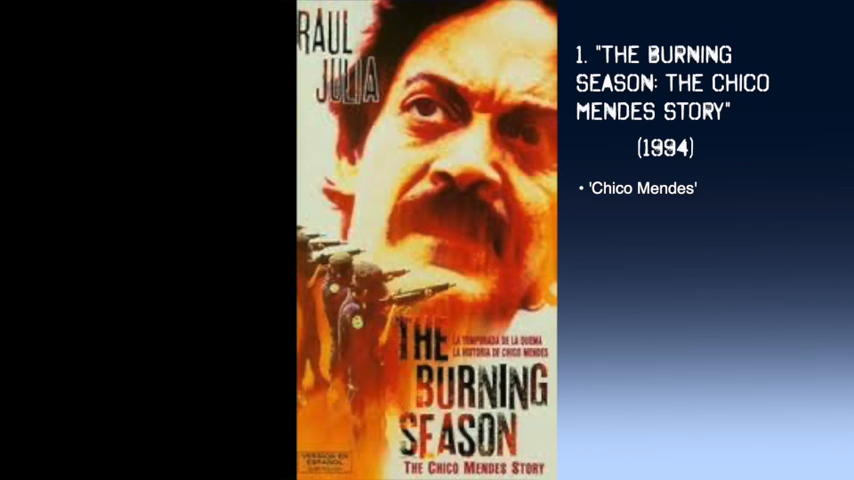 RAUL
JULIA
THE
LA TEMPORADA DE LA QUEMA
LA HISTORIA DE CHICO MENDES
BURNING
SEASON
THE CHICO MENDES STORY
VERSION EN
ESPAÑOL
1. "THE BURNING
SEASON: THE CHICO
MENDES STORY"
(1994)
• 'Chico Mendes'